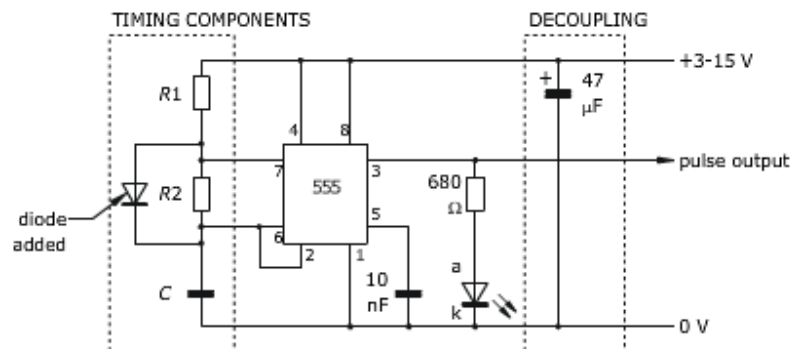 TIMING COMPONENTS
DECOUPLING
+3-15 V
R1
+
47
µF
4
8
7
3
pulse output
555
R2
680
Ω
5
diode
added
6
2
1
10
nF
a
C
k
0 V